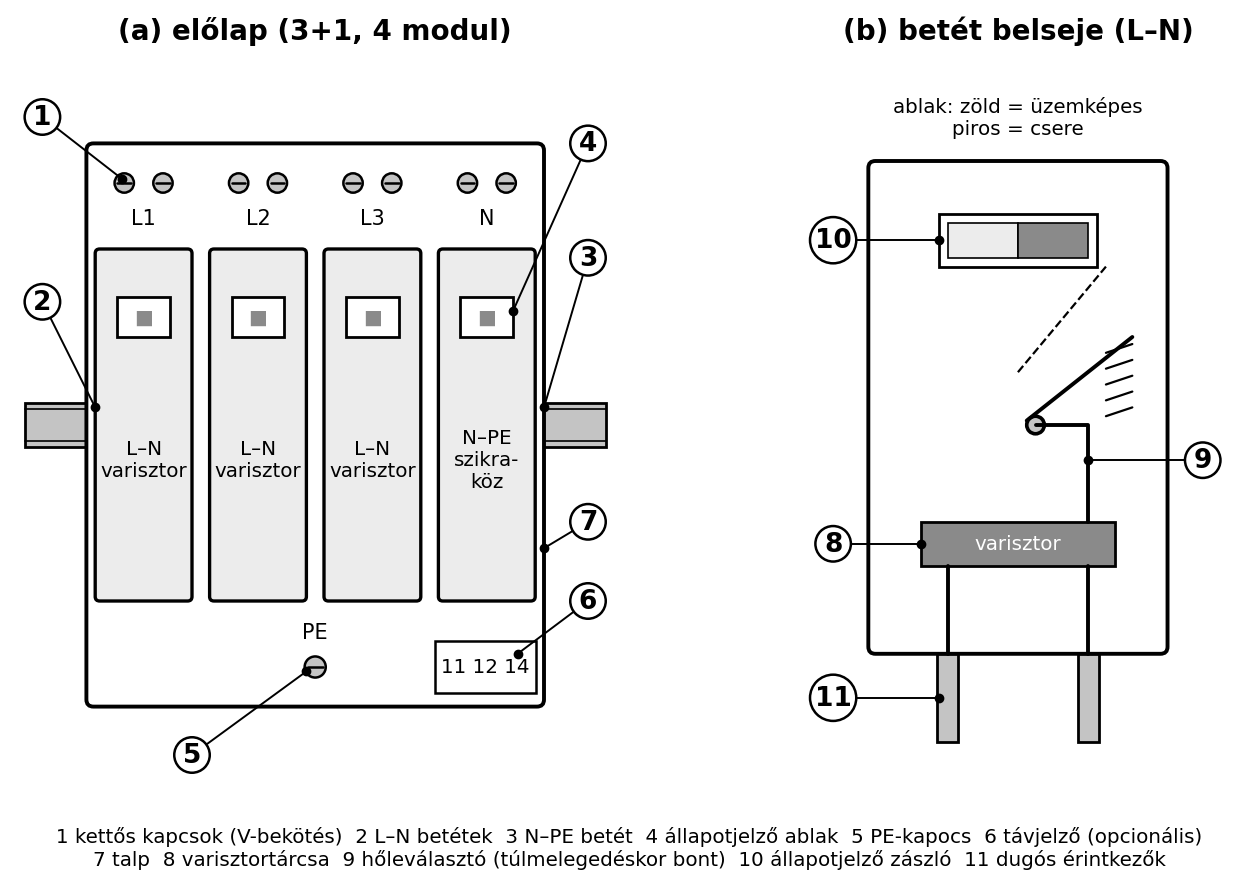 (a) előlap (3+1, 4 modul)
(b) betét belseje (L–N)
ablak: zöld = üzemképes
piros = csere
1
4
10
3
2
L1
L2
L3
N
L–N
varisztor
L–N
varisztor
L–N
varisztor
N–PE
szikra-
köz
9
7
8
varisztor
6
PE
11 12 14
11
5
1 kettős kapcsok (V-bekötés) 2 L–N betétek 3 N–PE betét 4 állapotjelző ablak 5 PE-kapocs 6 távjelző (opcionális)
7 talp 8 varisztortárcsa 9 hőleválasztó (túlmelegedéskor bont) 10 állapotjelző zászló 11 dugós érintkezők